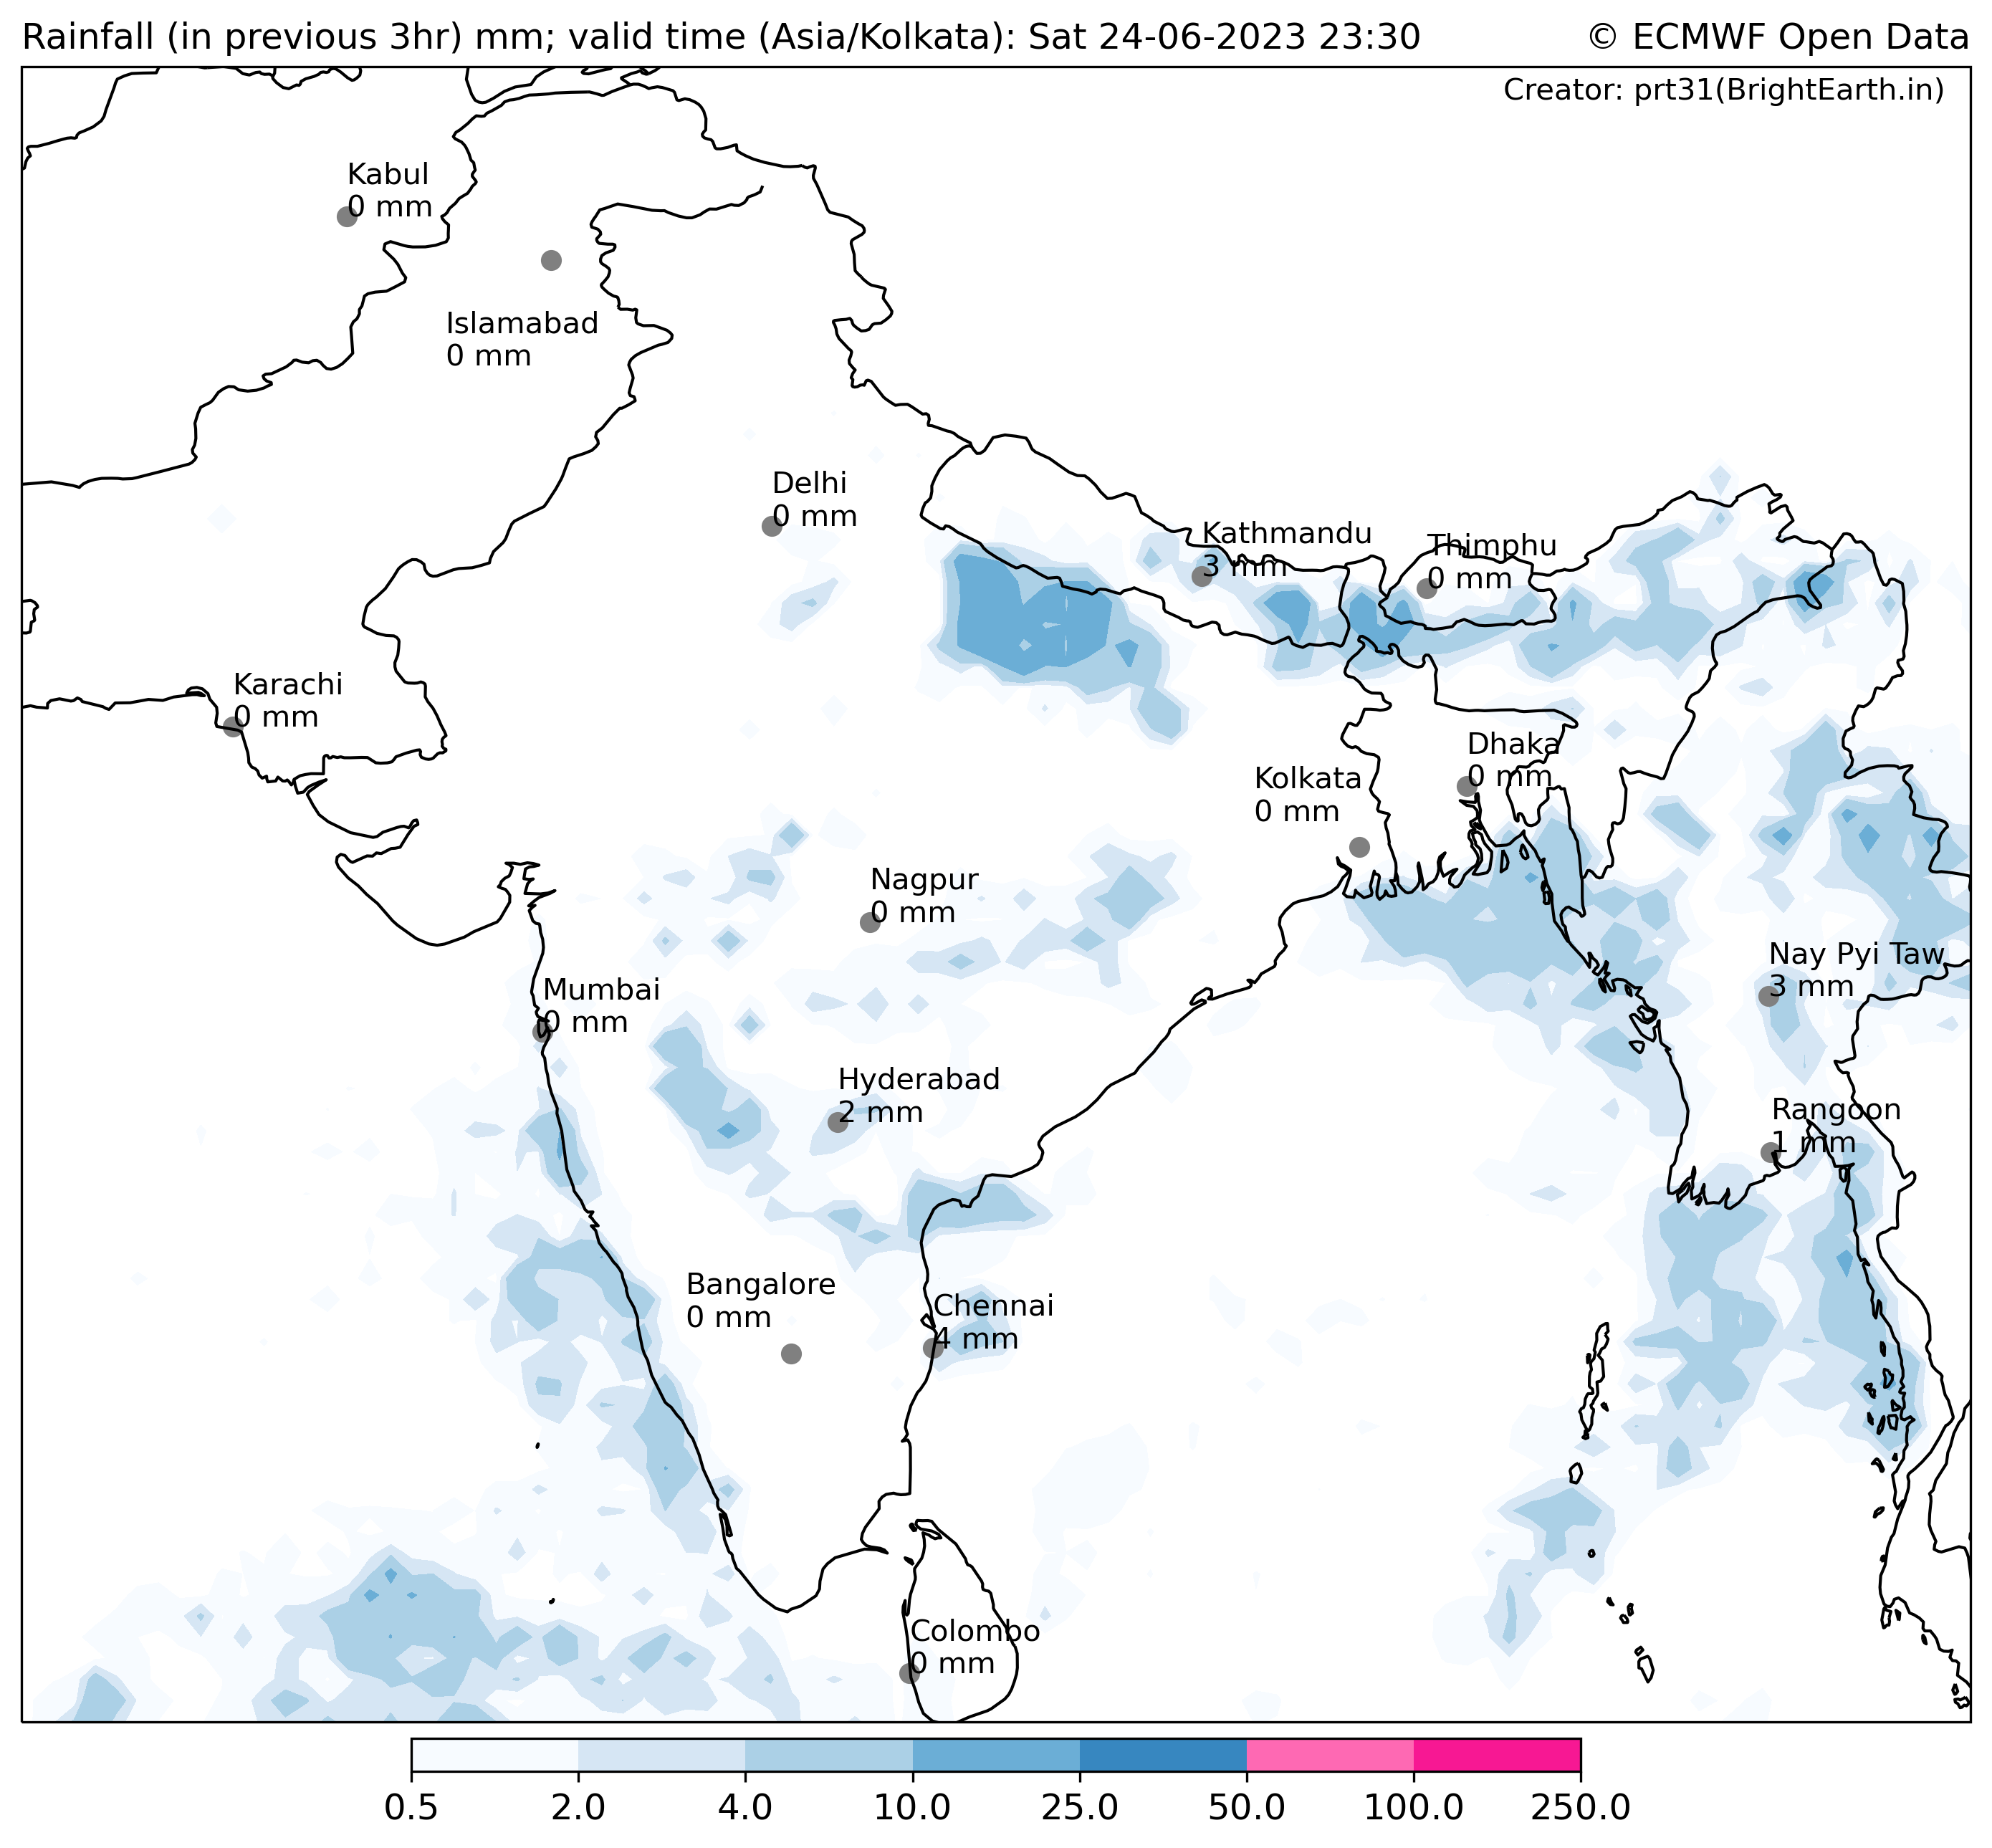 Rainfall (in previous 3hr) mm; valid time (Asia/Kolkata): Sat 24-06-2023 23:30
© ECMWF Open Data
Creator: prt31(BrightEarth.in)
Kabul
0 mm
Islamabad
0 mm
Delhi
0 mm
Kathmandu
3 mm
Thimphu
0 mm
Karachi
0 mm
Dhaka
0 mm
Kolkata
0 mm
Nagpur
0 mm
Nay Pyi Taw
3 mm
Mumbai
0 mm
Hyderabad
2 mm
Rangoon
1 mm
Bangalore
0 mm
Chennai
4 mm
Colombo
0 mm
0.5 2.0 4.0 10.0 25.0 50.0 100.0 250.0